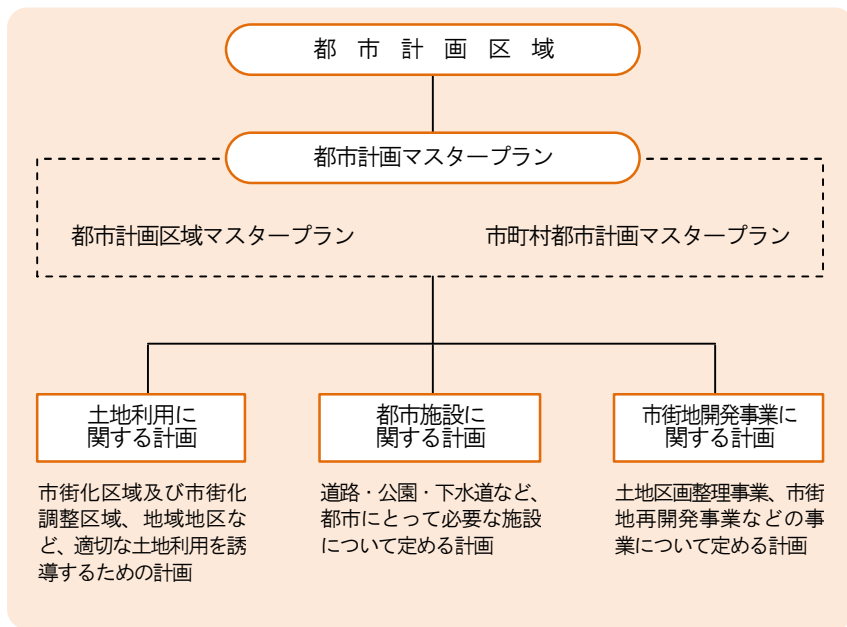 都市計画区域
都市計画マスタープラン
都市計画区域マスタープラン
市町村都市計画マスタープラン
土地利用に
関する計画
都市施設に
関する計画
市街地開発事業に
関する計画
市街化区域及び市街化
調整区域、地域地区な
ど、適切な土地利用を誘
導するための計画
道路・公園・下水道など、
都市にとって必要な施設
について定める計画
土地区画整理事業、市街
地再開発事業などの事
業について定める計画